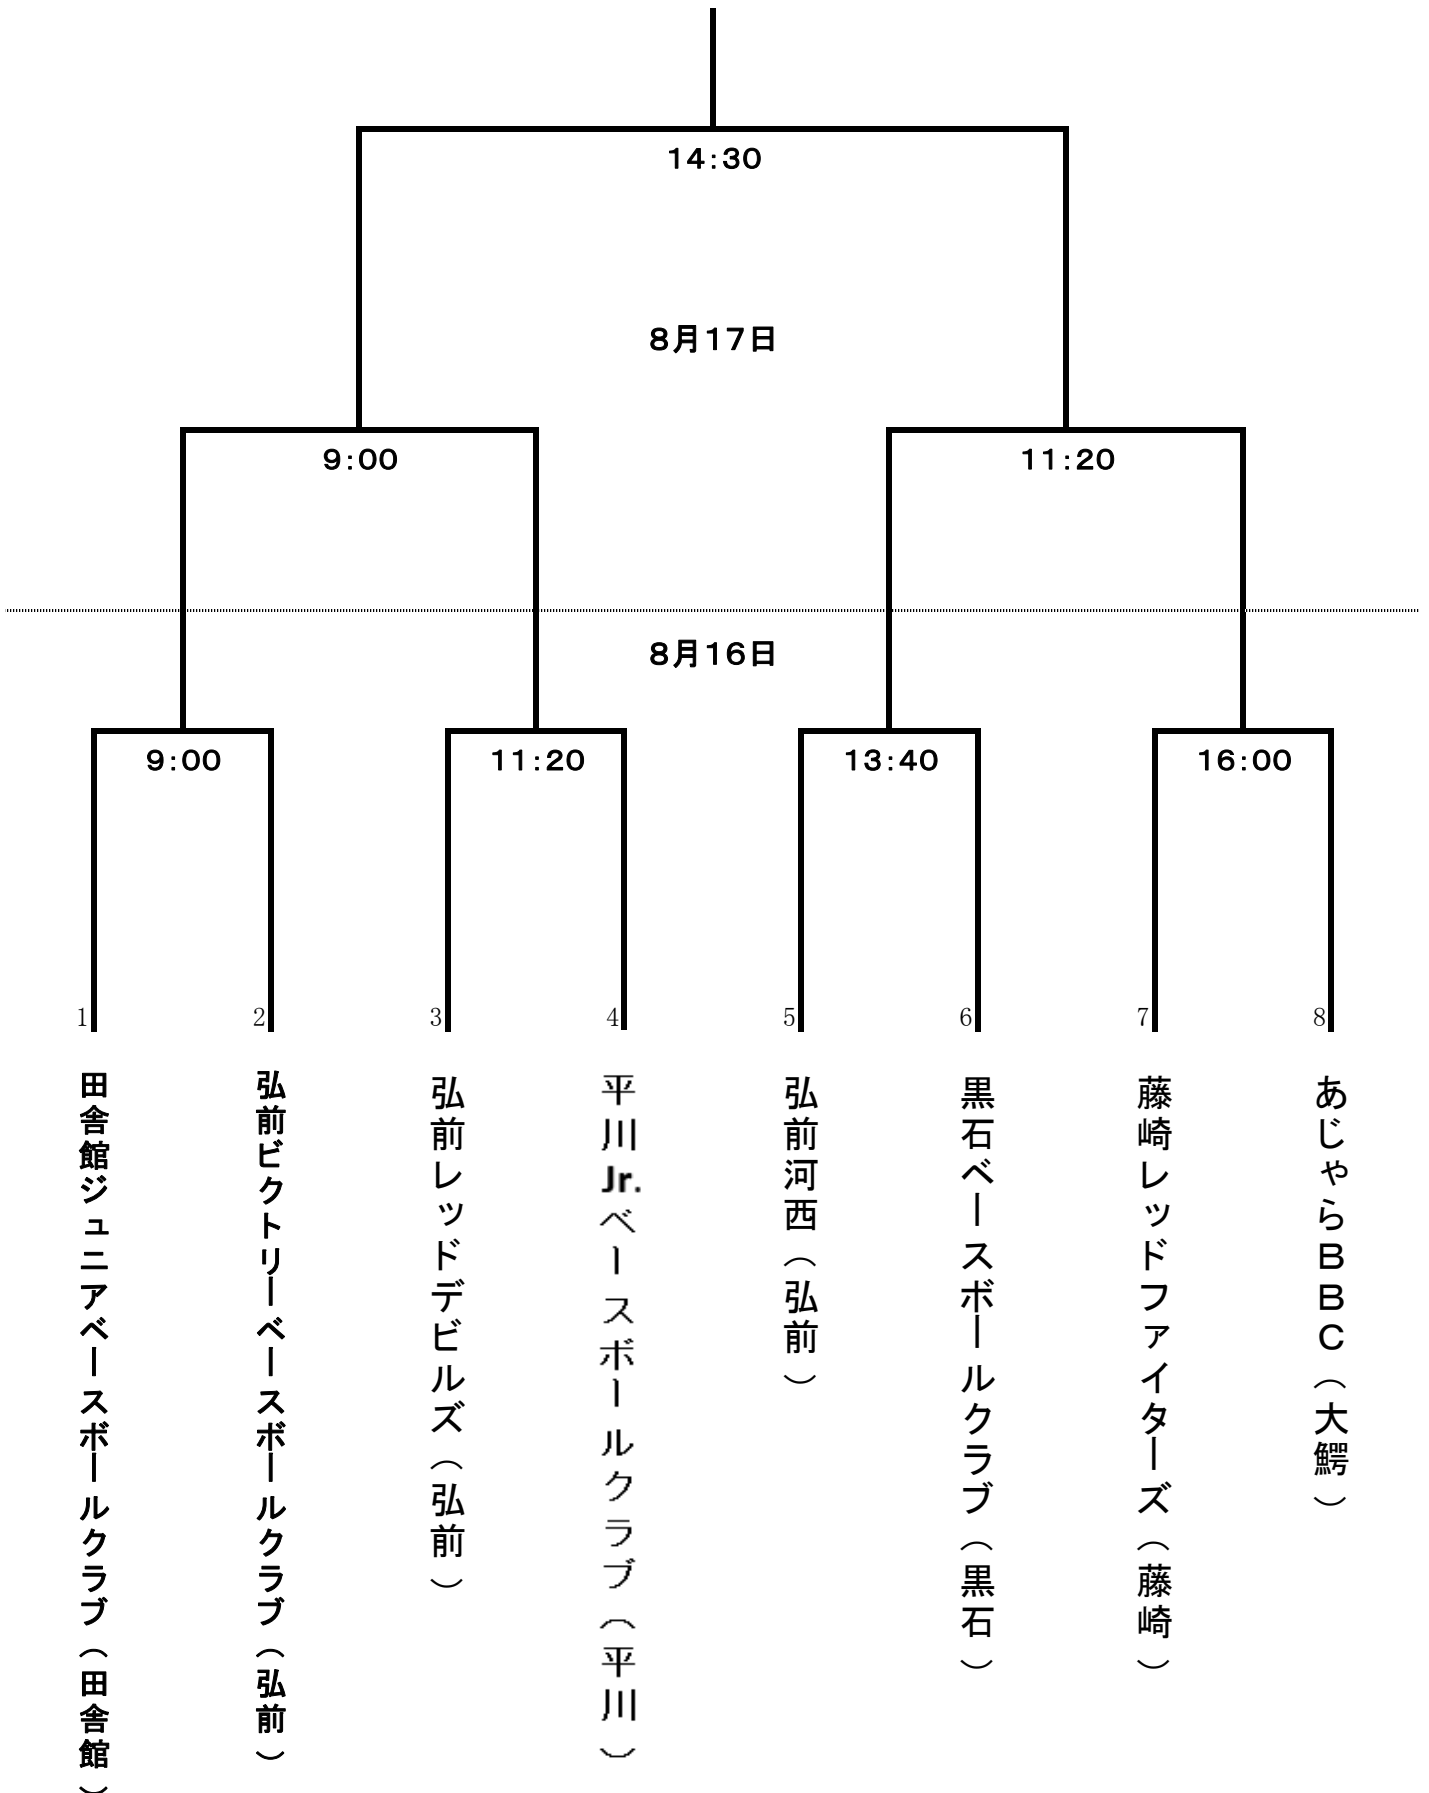 14:30
8月17日
9:00
11:20
8月16日
9:00
11:20
13:40
16:00
1
2
3
4
5
6
7
8
田舎館ジュニアベースボールクラブ（田舎館）
弘前ビクトリーベースボールクラブ（弘前）
弘前レッドデビルズ（弘前）
平川Jr.ベースボールクラブ（平川）
弘前河西（弘前）
黒石ベースボールクラブ（黒石）
藤崎レッドファイターズ（藤崎）
あじゃらＢＢＣ（大鰐）